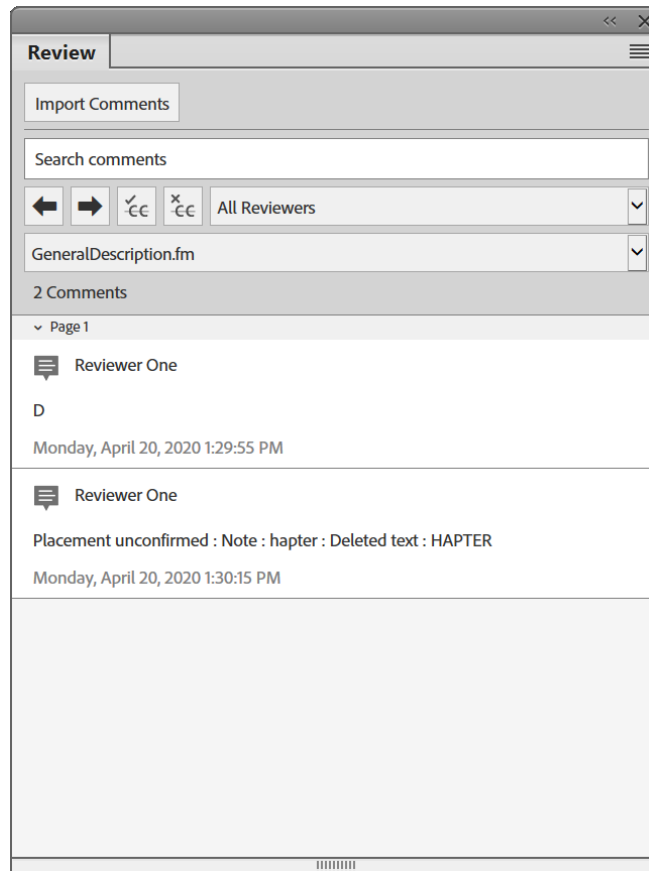 Review
Import Comments
Search comments
All Reviewers
GeneralDescription.fm
2 Comments
Page 1
Reviewer One
D
Monday, April 20, 2020 1:29:55 PM
Reviewer One
Placement unconfirmed : Note : hapter : Deleted text : HAPTER
Monday, April 20, 2020 1:30:15 PM